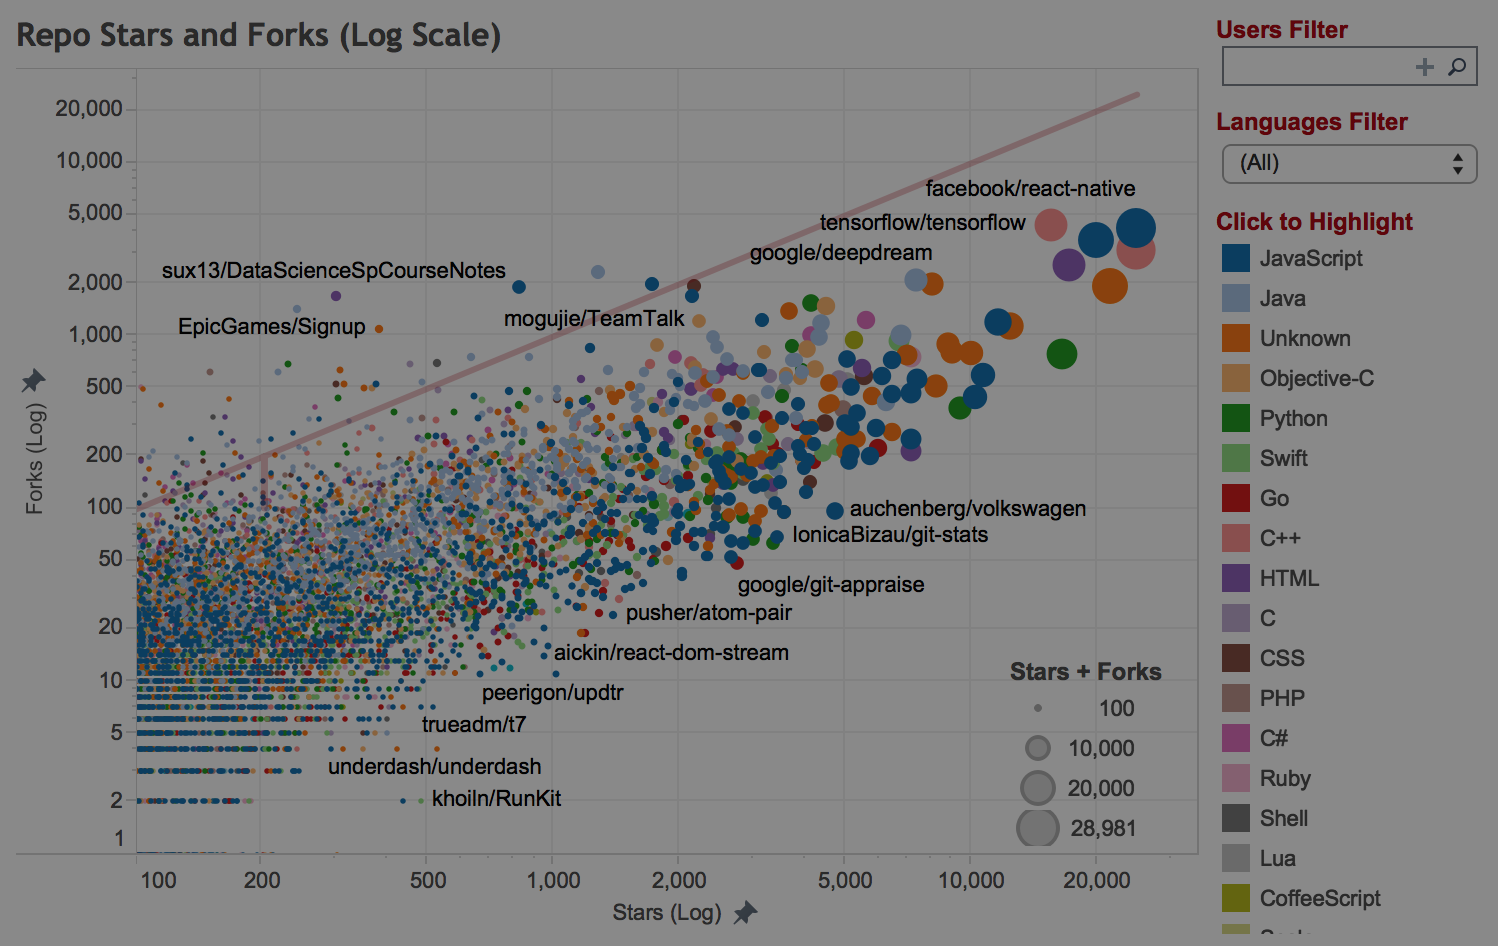 Repo Stars and Forks (Log Scale)
20,000
10,000
5,000
2,000
1,000
500
200
100
50
20
10
5
2
1
Forks (Log)
facebook/react-native
tensorflow/tensorflow
google/deepdream
sux13/DataScienceSpCourseNotes
mogujie/TeamTalk
EpicGames/Signup
auchenberg/volkswagen
IonicaBizau/git-stats
google/git-appraise
pusher/atom-pair
aickin/react-dom-stream
peerigon/updtr
trueadm/t7
underdash/underdash
khoiln/RunKit
Stars + Forks
100
10,000
20,000
28,981
100
200
500
1,000
2,000
5,000
10,000
20,000
Stars (Log)
Users Filter
Languages Filter
(All)
Click to Highlight
JavaScript
Java
Unknown
Objective-C
Python
Swift
Go
C++
HTML
C
CSS
PHP
C#
Ruby
Shell
Lua
CoffeeScript